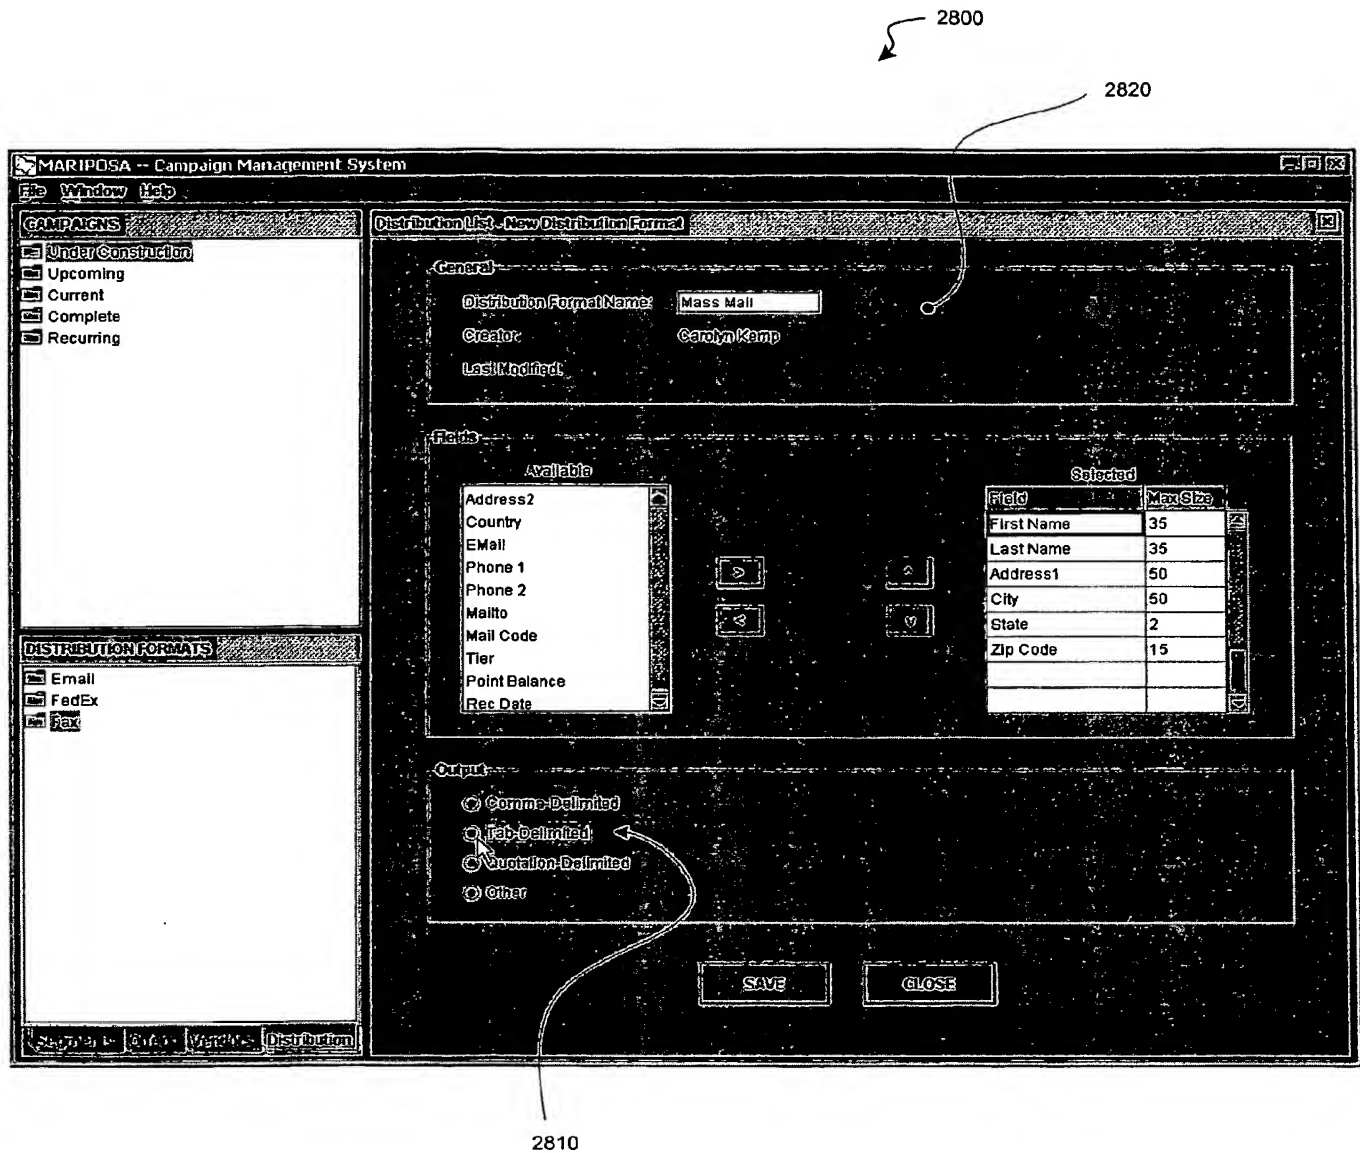 2800
2820
MARIPOSA -- Campaign Management System
File Window Help
CAMPAIGNS
Under Construction
Upcoming
Current
Complete
Recurring
DISTRIBUTION FORMATS
Email
FedEx
Fax
Segments Vendors Distribution
Distribution List - New Distribution Format
General
Distribution Format Name: Mass Mail
Creator: Carolyn Kemp
Last Modified:
Fields
Available
Address2
Country
EMail
Phone 1
Phone 2
Mailto
Mail Code
Tier
Point Balance
Rec Date
>
<
^
v
Selected
Field Max Size
First Name 35
Last Name 35
Address1 50
City 50
State 2
Zip Code 15
Output
Comma-Delimited
Tab-Delimited
Quotation-Delimited
Other
SAVE CLOSE
2810